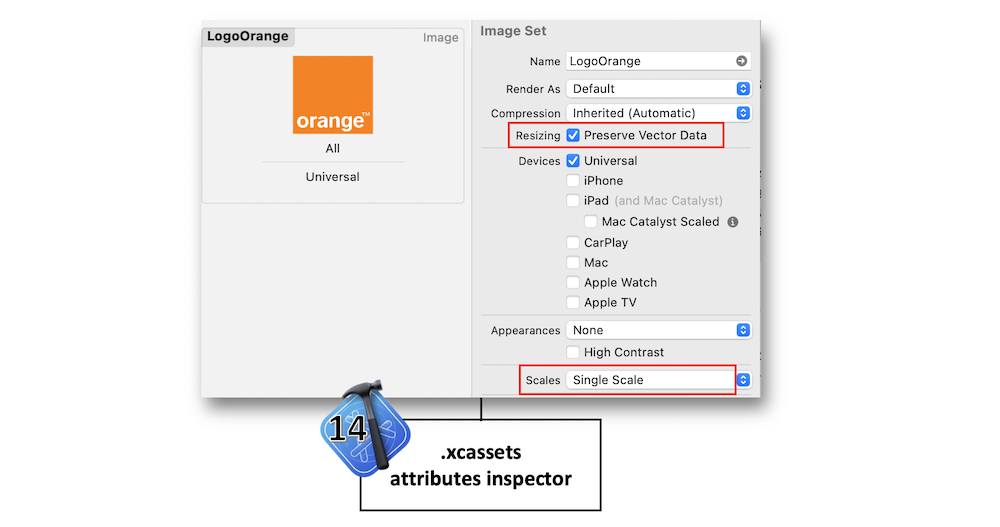 LogoOrange
Image
orange™
All
Universal
Image Set
Name LogoOrange
Render As Default
Compression Inherited (Automatic)
Resizing Preserve Vector Data
Devices Universal
iPhone
iPad (and Mac Catalyst)
Mac Catalyst Scaled
CarPlay
Mac
Apple Watch
Apple TV
Appearances None
High Contrast
Scales Single Scale
14
.xcassets
attributes inspector